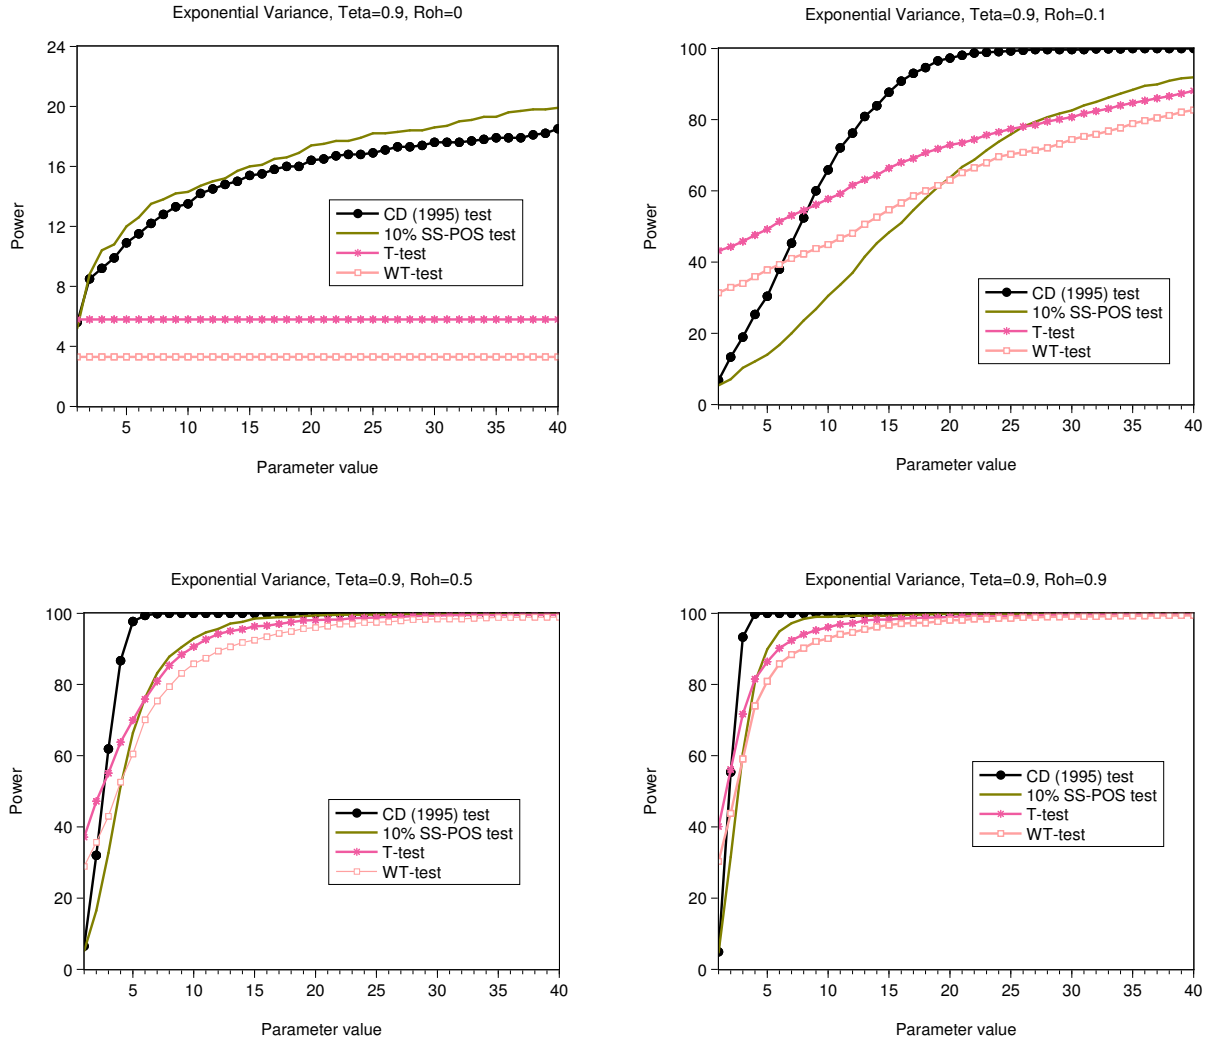 Exponential Variance, Teta=0.9, Roh=0
Power
24
20
16
12
8
4
0
5 10 15 20 25 30 35 40
Parameter value
CD (1995) test
10% SS-POS test
T-test
WT-test
Exponential Variance, Teta=0.9, Roh=0.1
Power
100
80
60
40
20
0
5 10 15 20 25 30 35 40
Parameter value
CD (1995) test
10% SS-POS test
T-test
WT-test
Exponential Variance, Teta=0.9, Roh=0.5
Power
100
80
60
40
20
0
5 10 15 20 25 30 35 40
Parameter value
CD (1995) test
10% SS-POS test
T-test
WT-test
Exponential Variance, Teta=0.9, Roh=0.9
Power
100
80
60
40
20
0
5 10 15 20 25 30 35 40
Parameter value
CD (1995) test
10% SS-POS test
T-test
WT-test